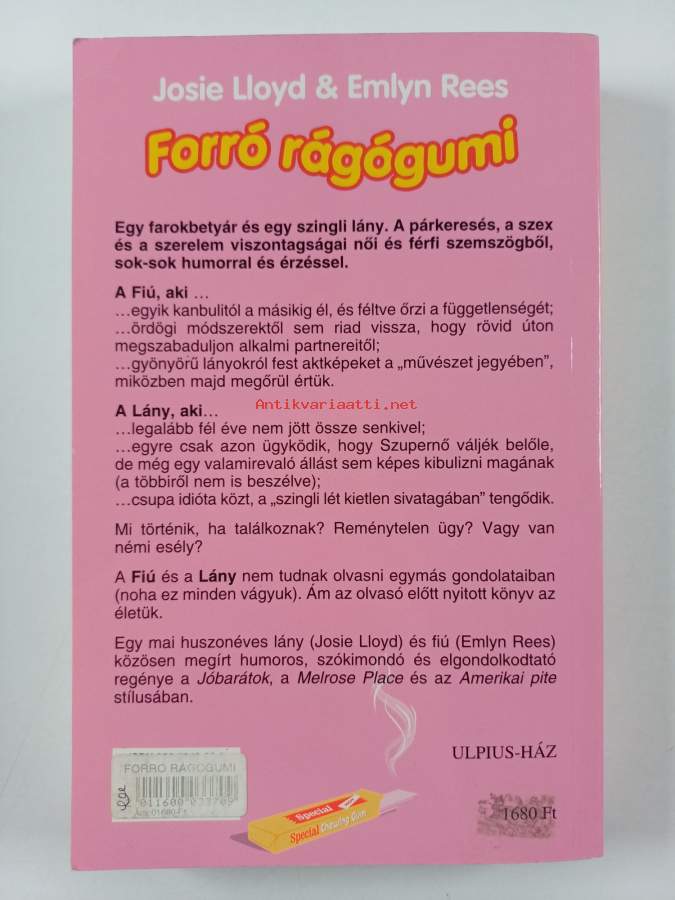 Josie Lloyd & Emlyn Rees
Forró rágógumi
Egy farokbetyár és egy szingli lány. A párkeresés, a szex
és a szerelem viszontagságai női és férfi szemszögből,
sok-sok humorral és érzéssel.
A Fiú, aki ...
...egyik kanbulitól a másikig él, és féltve őrzi a függetlenségét;
...ördögi módszerektől sem riad vissza, hogy rövid úton
megszabaduljon alkalmi partnereitől;
...gyönyörű lányokról fest aktképeket a „művészet jegyében”,
miközben majd megőrül értük.
Antikvariaatti.net
A Lány, aki...
...legalább fél éve nem jött össze senkivel;
...egyre csak azon ügyködik, hogy Szupernő váljék belőle,
de még egy valamirevaló állást sem képes kibulizni magának
(a többiről nem is beszélve);
...csupa idióta közt, a „szingli lét kietlen sivatagában” tengődik.
Mi történik, ha találkoznak? Reménytelen ügy? Vagy van
némi esély?
A Fiú és a Lány nem tudnak olvasni egymás gondolataiban
(noha ez minden vágyuk). Ám az olvasó előtt nyitott könyv az
életük.
Egy mai huszonéves lány (Josie Lloyd) és fiú (Emlyn Rees)
közösen megírt humoros, szókimondó és elgondolkodtató
regénye a Jóbarátok, a Melrose Place és az Amerikai pite
stílusában.
ULPIUS-HÁZ
FORRO RAGOGUMI
Special
Special Chewing Gum
1680 Ft